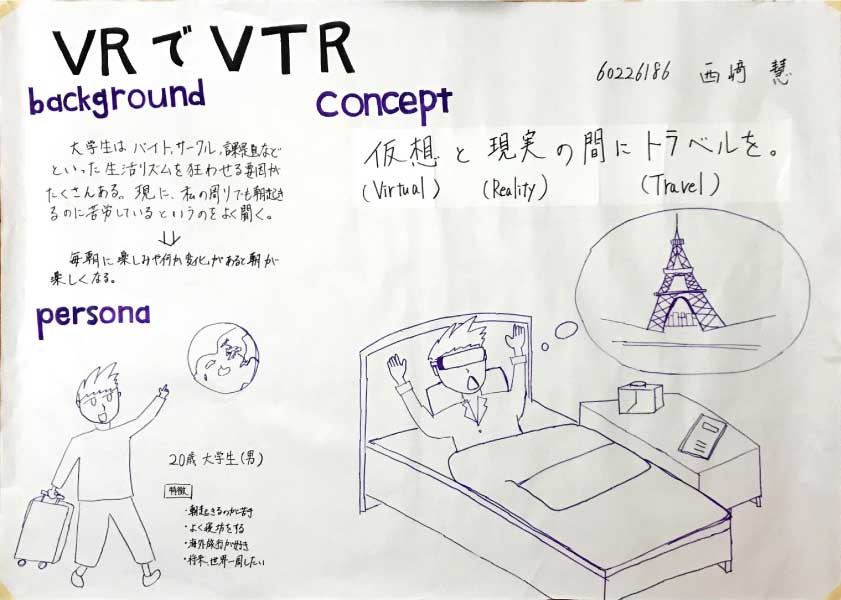 VRでVTR
60226186 西﨑 慧
background
大学生はバイト,サークル,課題など
といった生活リズムを狂わせる要因が
たくさんある。現に、私の周りでも朝起き
るのに苦労しているというのをよく聞く。
↓
毎朝に楽しみや何か変化があると朝が
楽しくなる。
concept
仮想と現実の間にトラベルを。
(Virtual) (Reality) (Travel)
persona
20歳 大学生(男)
特徴
・朝起きるのが苦手
・よく寝坊をする
・海外旅行が好き
・将来、世界一周したい